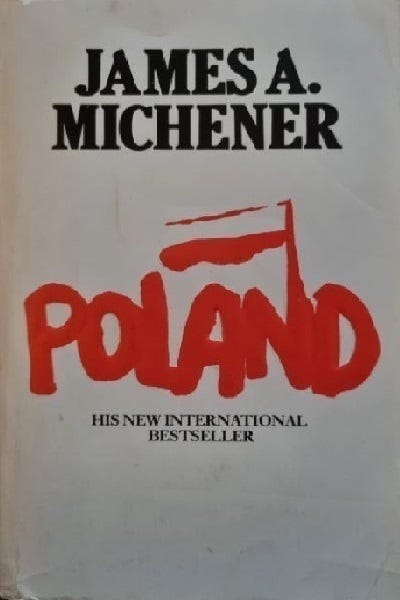 JAMES A.
MICHENER
POLAND
HIS NEW INTERNATIONAL
BESTSELLER